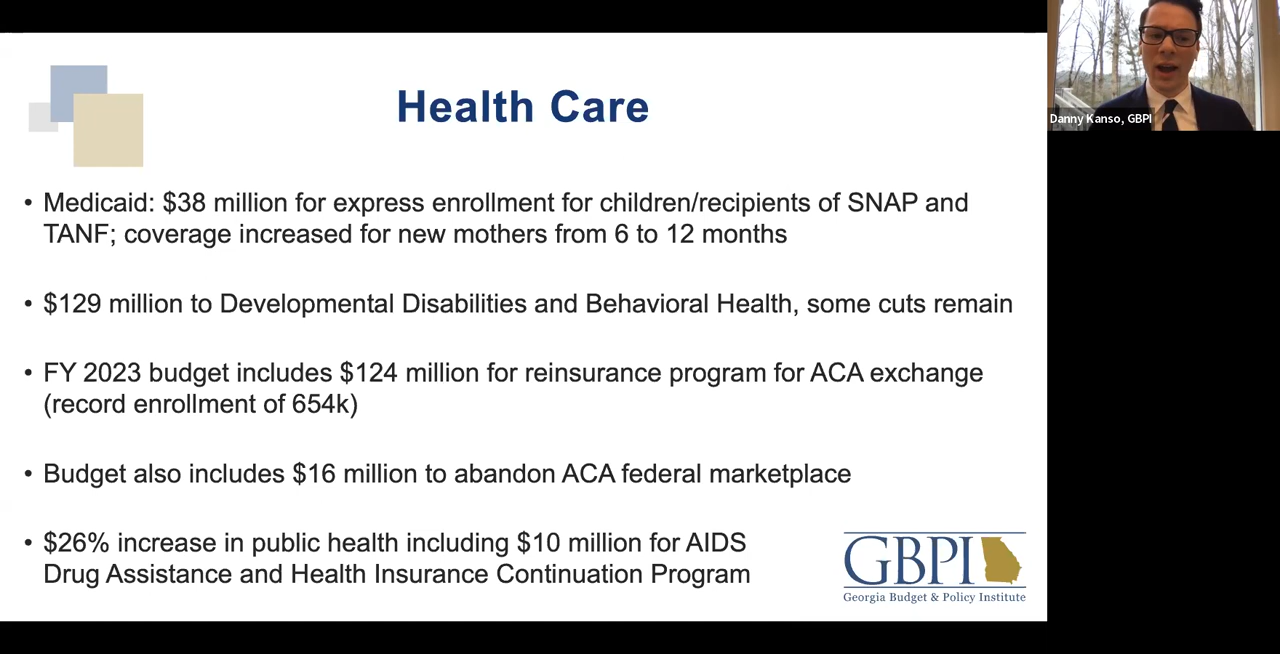 Health Care
Danny Kanso, GBPI
• Medicaid: $38 million for express enrollment for children/recipients of SNAP and
TANF; coverage increased for new mothers from 6 to 12 months
• $129 million to Developmental Disabilities and Behavioral Health, some cuts remain
• FY 2023 budget includes $124 million for reinsurance program for ACA exchange
(record enrollment of 654k)
• Budget also includes $16 million to abandon ACA federal marketplace
• $26% increase in public health including $10 million for AIDS
Drug Assistance and Health Insurance Continuation Program
GBPI
Georgia Budget & Policy Institute